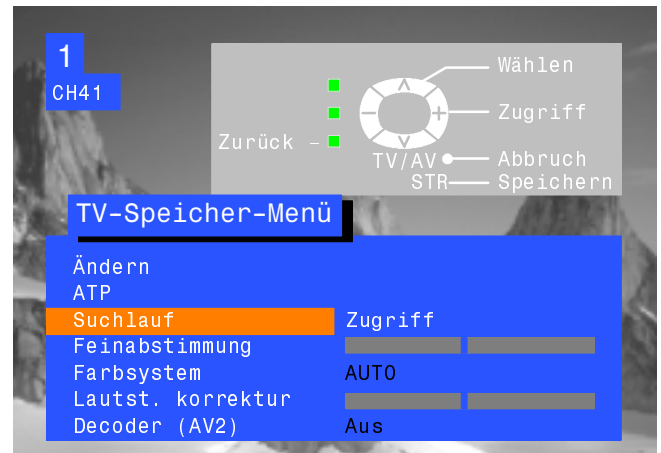 1
CH41
Wählen
Zugriff
Zurück –
TV/AV Abbruch
STR Speichern
TV-Speicher-Menü
Ändern
ATP
Suchlauf Zugriff
Feinabstimmung
Farbsystem AUTO
Lautst. korrektur
Decoder (AV2) Aus